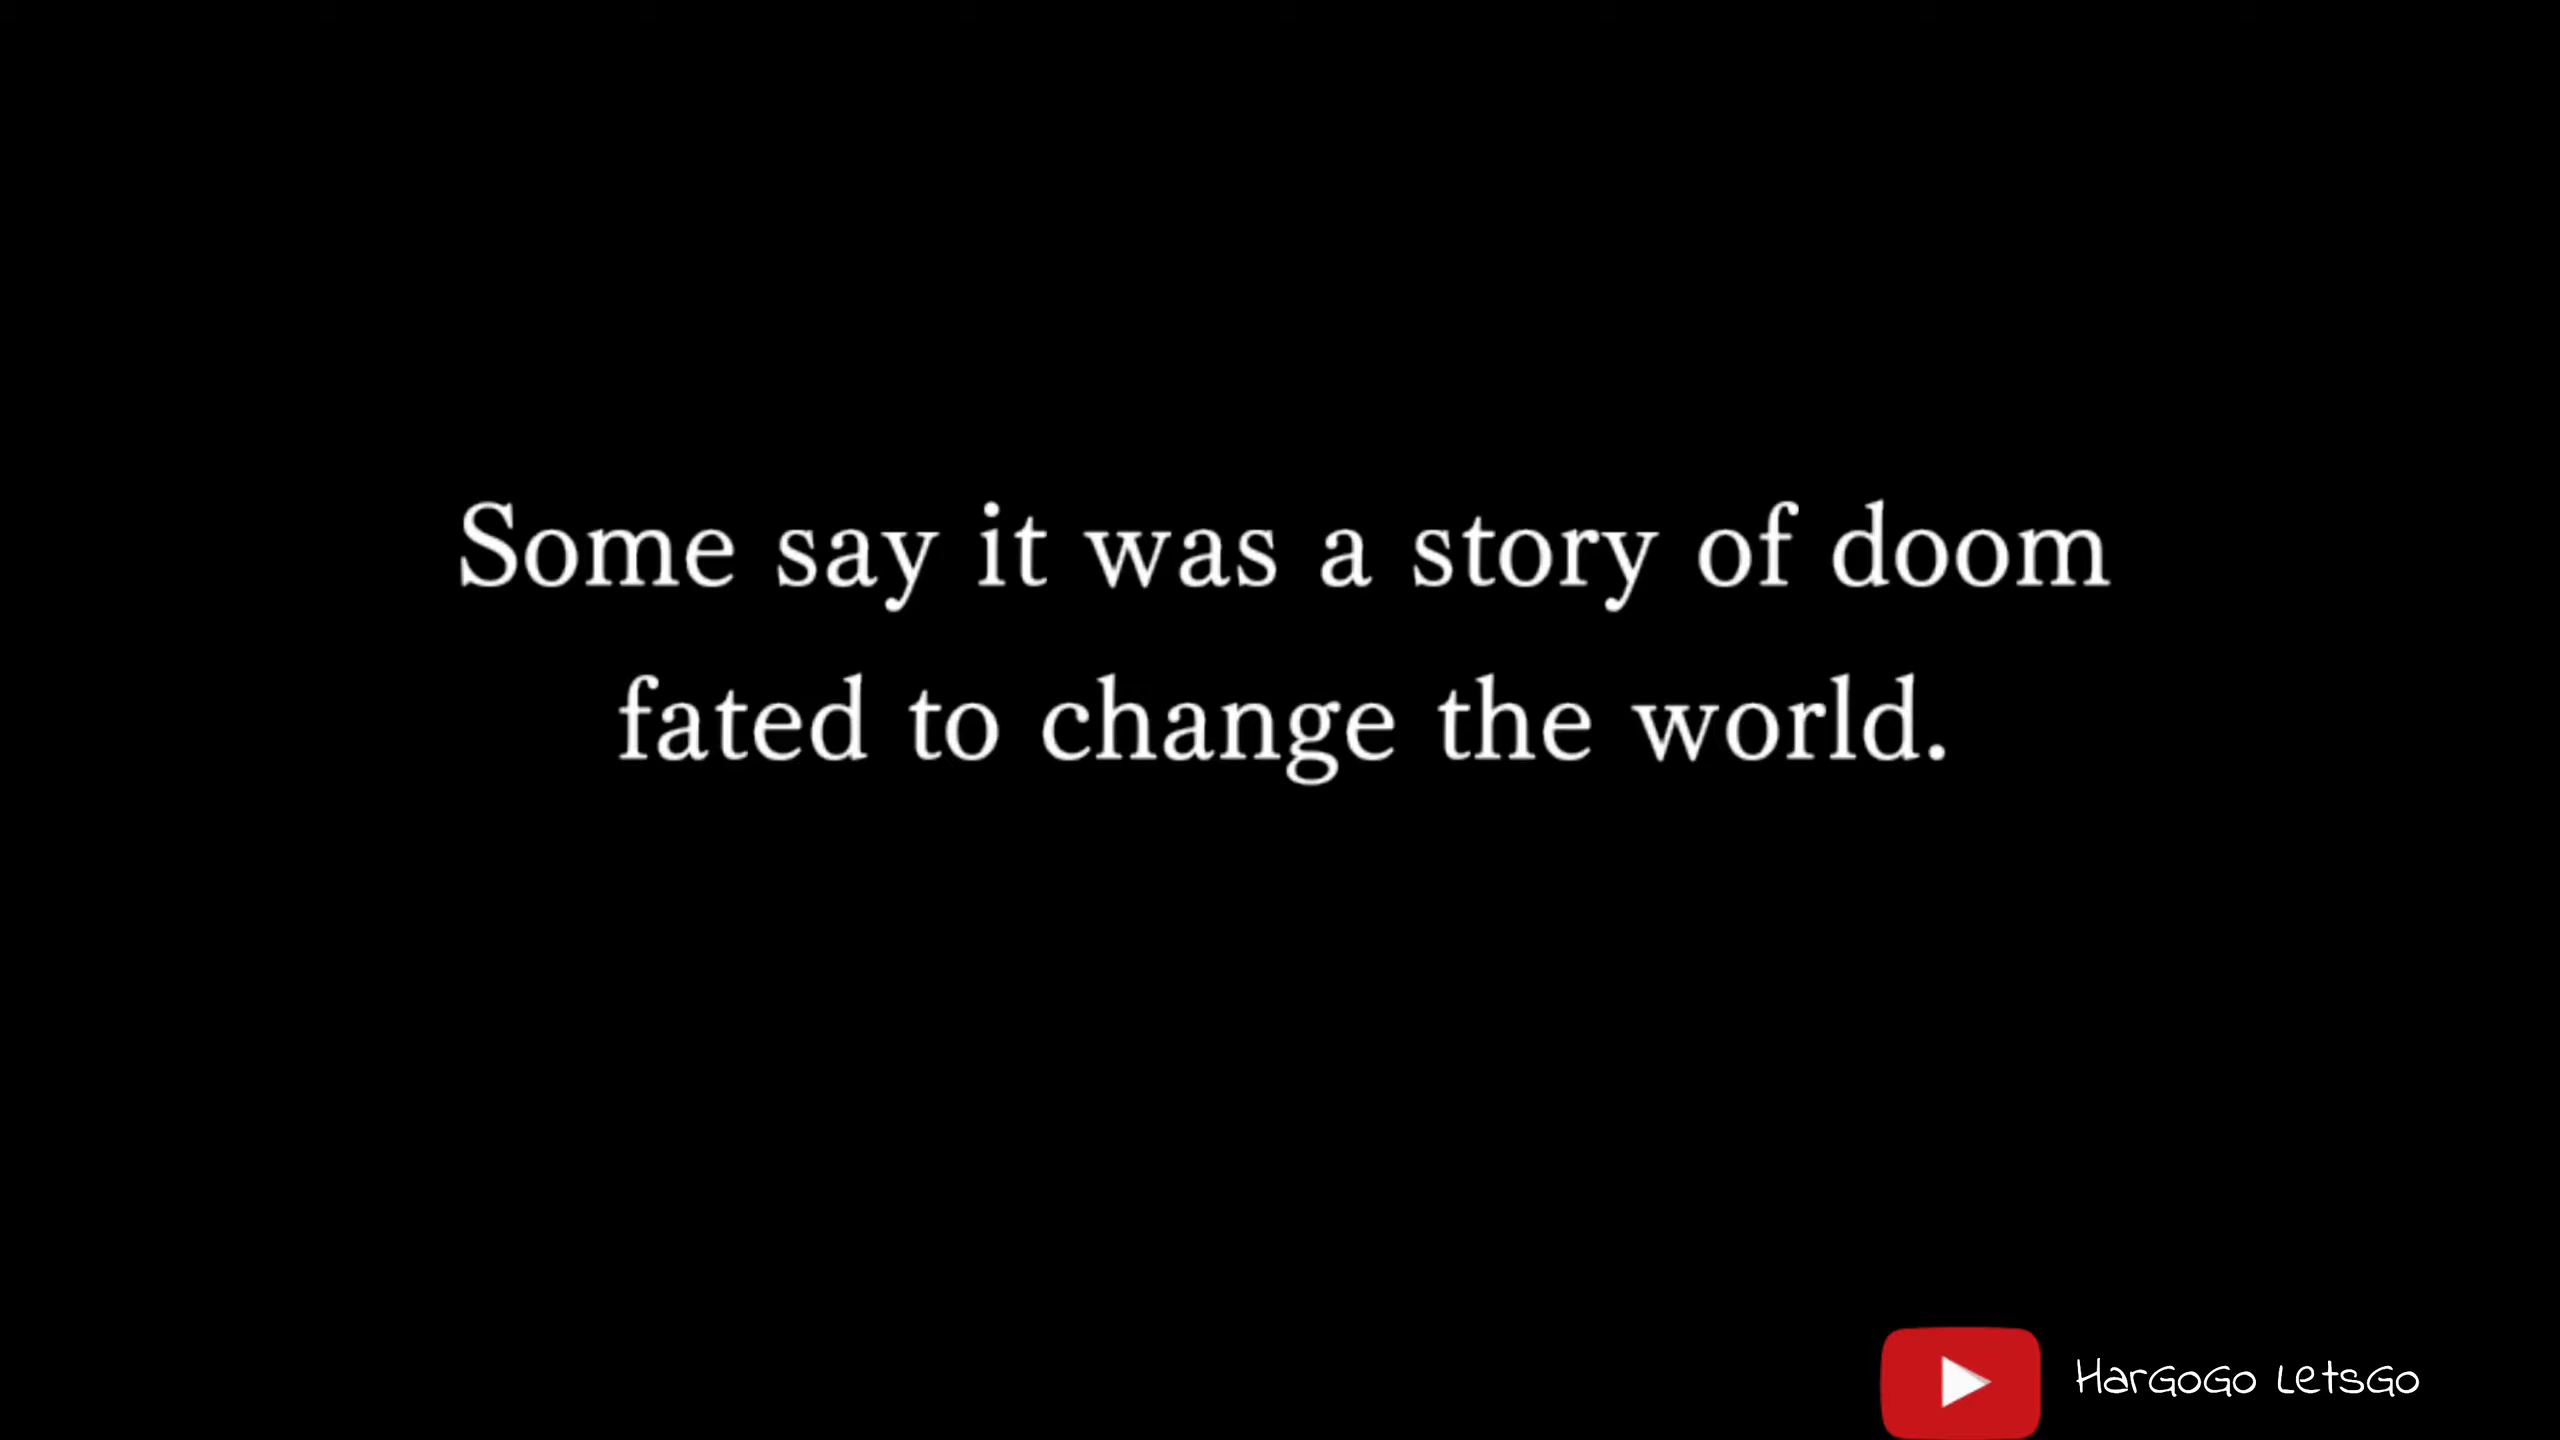 Some say it was a story of doom
fated to change the world.
HarGoGo LetsGo